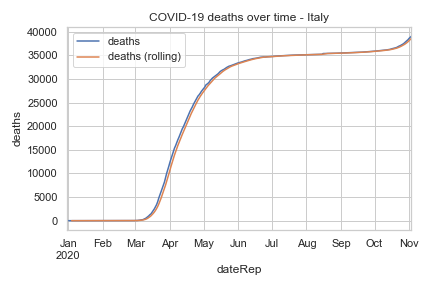 COVID-19 deaths over time - Italy
deaths
deaths (rolling)
40000
35000
30000
25000
20000
15000
10000
5000
0
deaths
Jan Feb Mar Apr May Jun Jul Aug Sep Oct Nov
2020
dateRep